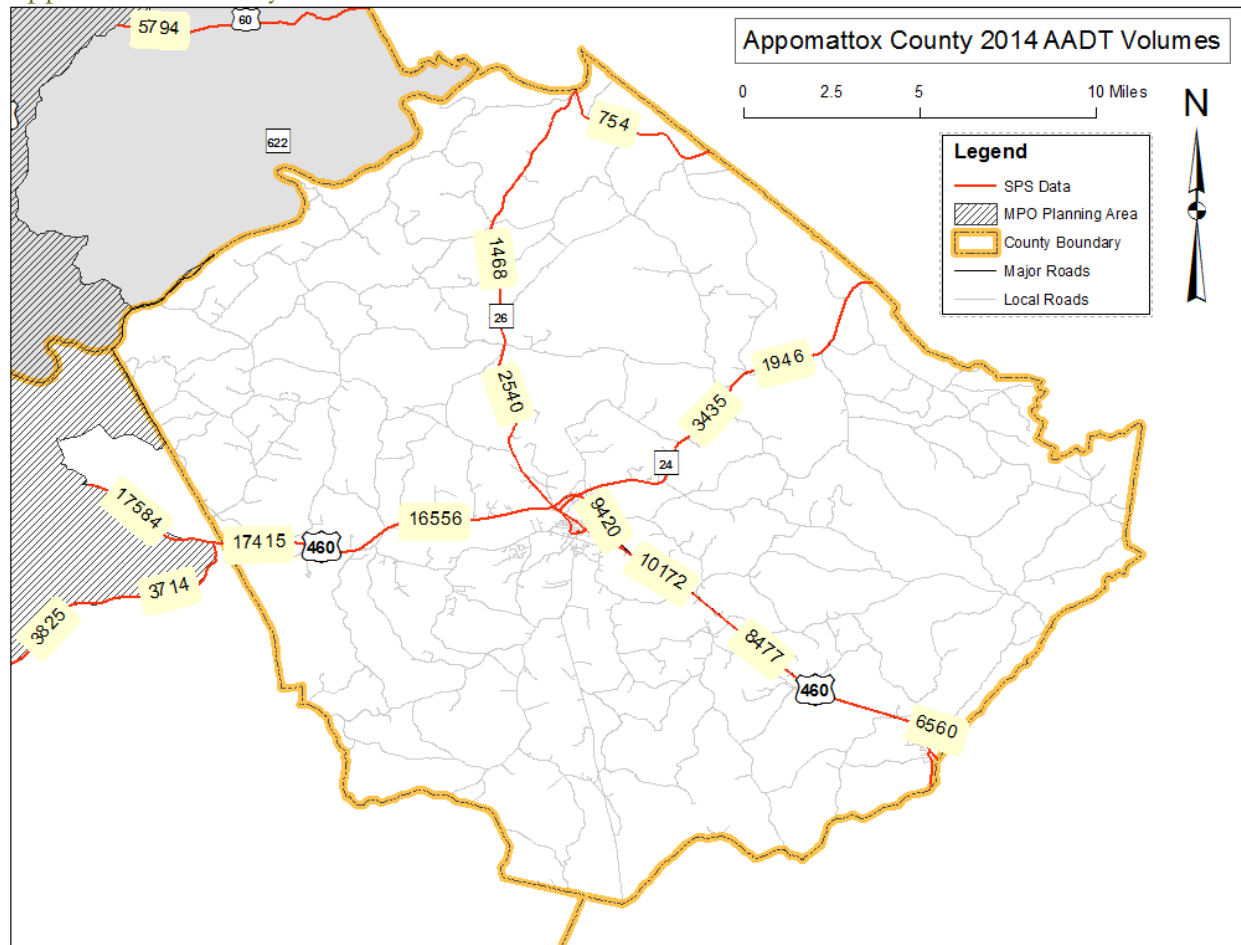 5794
60
Appomattox County 2014 AADT Volumes
0 2.5 5 10 Miles
N
622
754
Legend
SPS Data
MPO Planning Area
County Boundary
Major Roads
Local Roads
1468
26
2540
1946
3435
24
17584
17415
460
16556
9420
10172
3714
3825
8477
460
6560